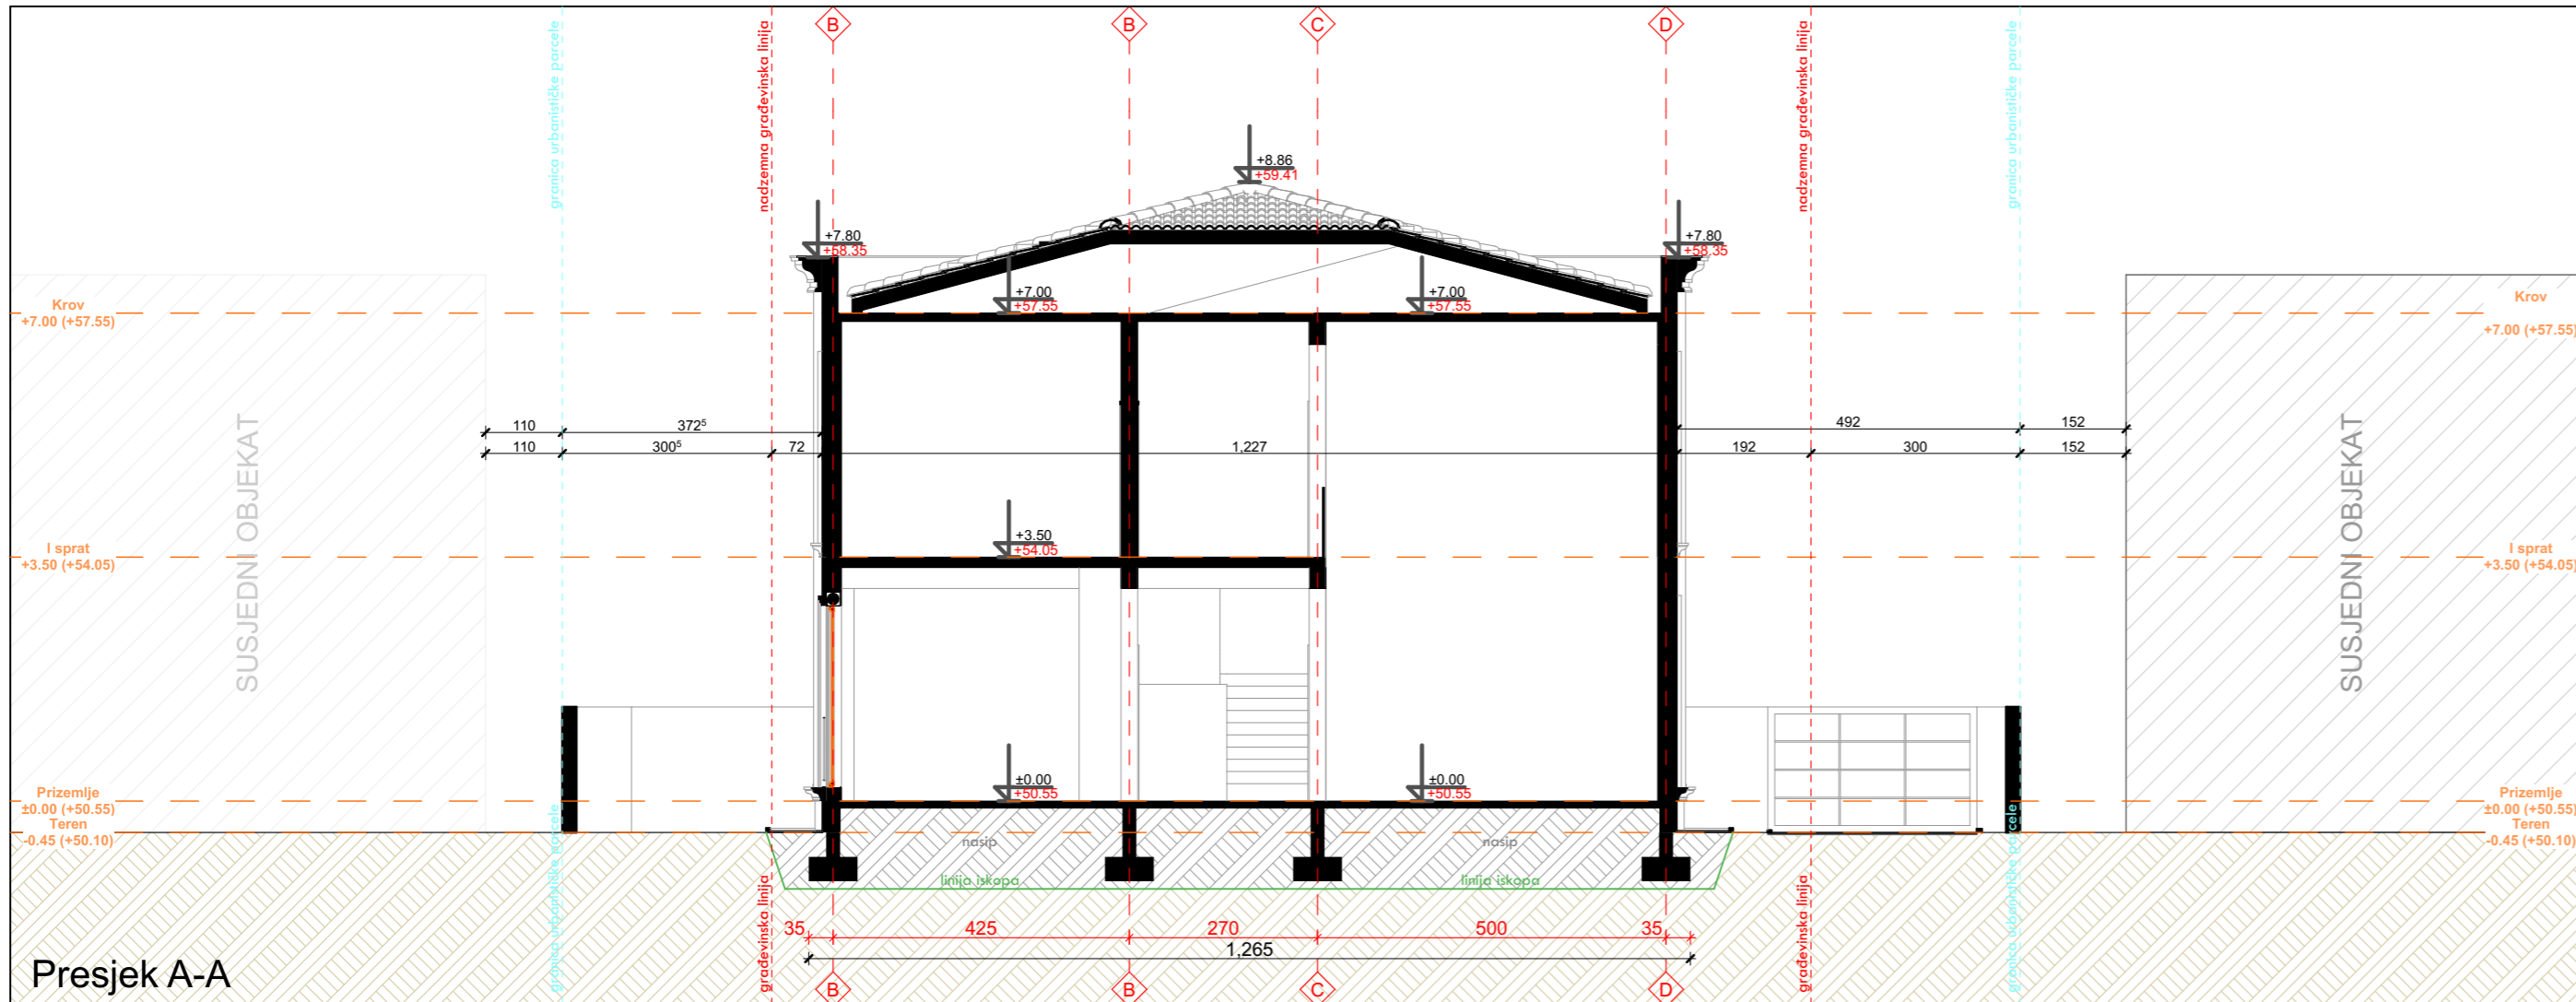 B
B
C
D
granica urbanističke parcele
nadzemna građevinska linija
nadzemna građevinska linija
granica urbanističke parcele
+8.86
+59.41
+7.80
+58.35
+7.80
+58.35
Krov
+7.00 (+57.55)
+7.00
+57.55
+7.00
+57.55
Krov
+7.00 (+57.55)
SUSJEDNI OBJEKAT
SUSJEDNI OBJEKAT
110
372⁵
492
152
110
300⁵
72
1,227
192
300
152
I sprat
+3.50 (+54.05)
+3.50
+54.05
I sprat
+3.50 (+54.05)
Prizemlje
±0.00 (+50.55)
Teren
-0.45 (+50.10)
±0.00
+50.55
±0.00
+50.55
Prizemlje
±0.00 (+50.55)
Teren
-0.45 (+50.10)
nasip
nasip
linija iskopa
linija iskopa
granica urbanističke parcele
građevinska linija
građevinska linija
granica urbanističke parcele
35
425
270
500
35
1,265
Presjek A-A
B
B
C
D